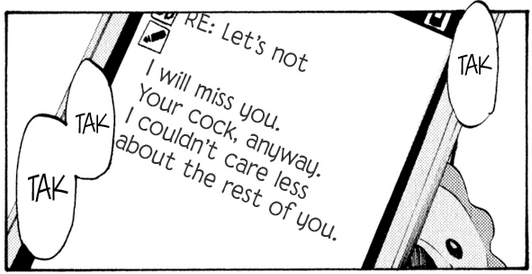 RE: Let's not
I will miss you.
Your cock, anyway.
I couldn't care less
about the rest of you.
TAK
TAK
TAK